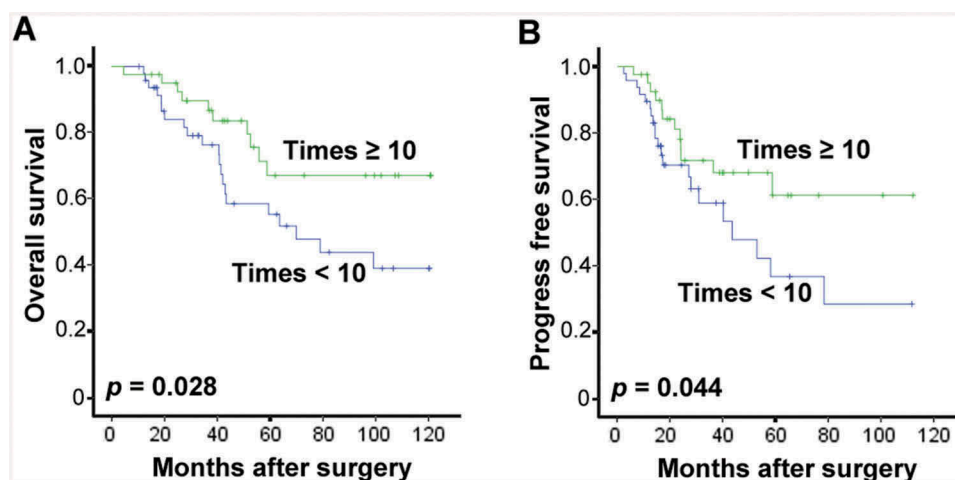 A
Overall survival
1.0
0.8
0.6
0.4
0.2
0
Times ≥ 10
Times < 10
p = 0.028
0 20 40 60 80 100 120
Months after surgery
B
Progress free survival
1.0
0.8
0.6
0.4
0.2
0
Times ≥ 10
Times < 10
p = 0.044
0 20 40 60 80 100 120
Months after surgery